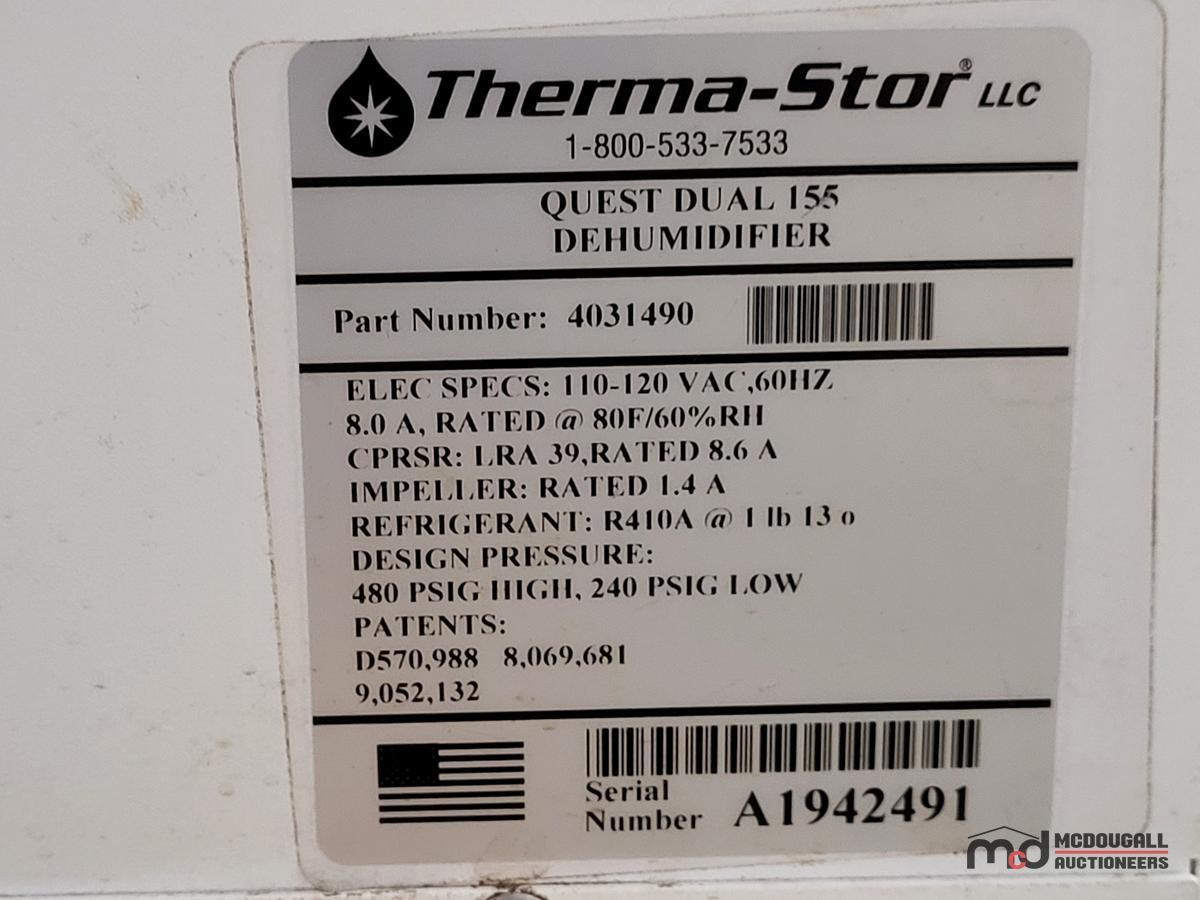 Therma-Stor® LLC
1-800-533-7533
QUEST DUAL 155
DEHUMIDIFIER
Part Number: 4031490
ELEC SPECS: 110-120 VAC,60HZ
8.0 A, RATED @ 80F/60%RH
CPRSR: LRA 39,RATED 8.6 A
IMPELLER: RATED 1.4 A
REFRIGERANT: R410A @ 1 lb 13 o
DESIGN PRESSURE:
480 PSIG HIGH, 240 PSIG LOW
PATENTS:
D570,988 8,069,681
9,052,132
Serial
Number A1942491
mcd MCDOUGALL
AUCTIONEERS